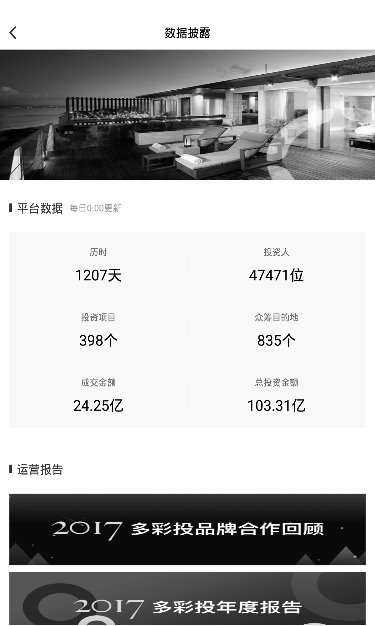 数据披露
平台数据 每日0:00更新
历时 投资人
1207天 47471位
投资项目 众筹目的地
398个 835个
成交金额 总投资金额
24.25亿 103.31亿
运营报告
2017 多彩投品牌合作回顾
2017 多彩投年度报告